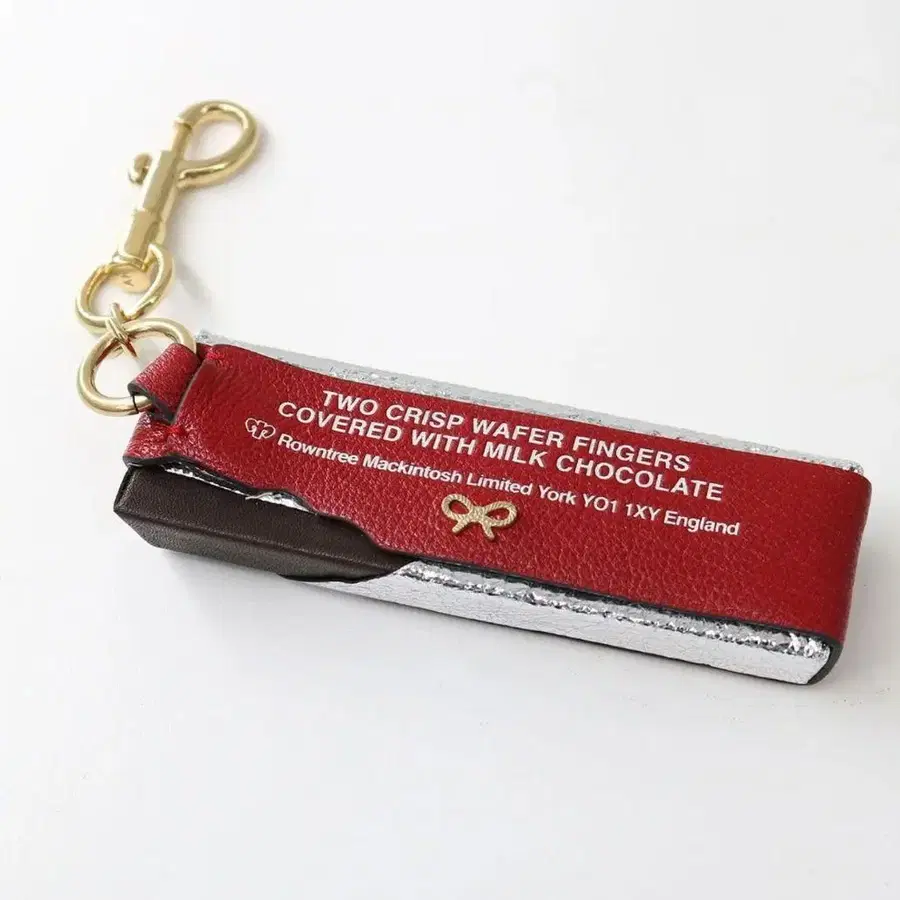 TWO CRISP WAFER FINGERS
COVERED WITH MILK CHOCOLATE
Rowntree Mackintosh Limited York YO1 1XY England